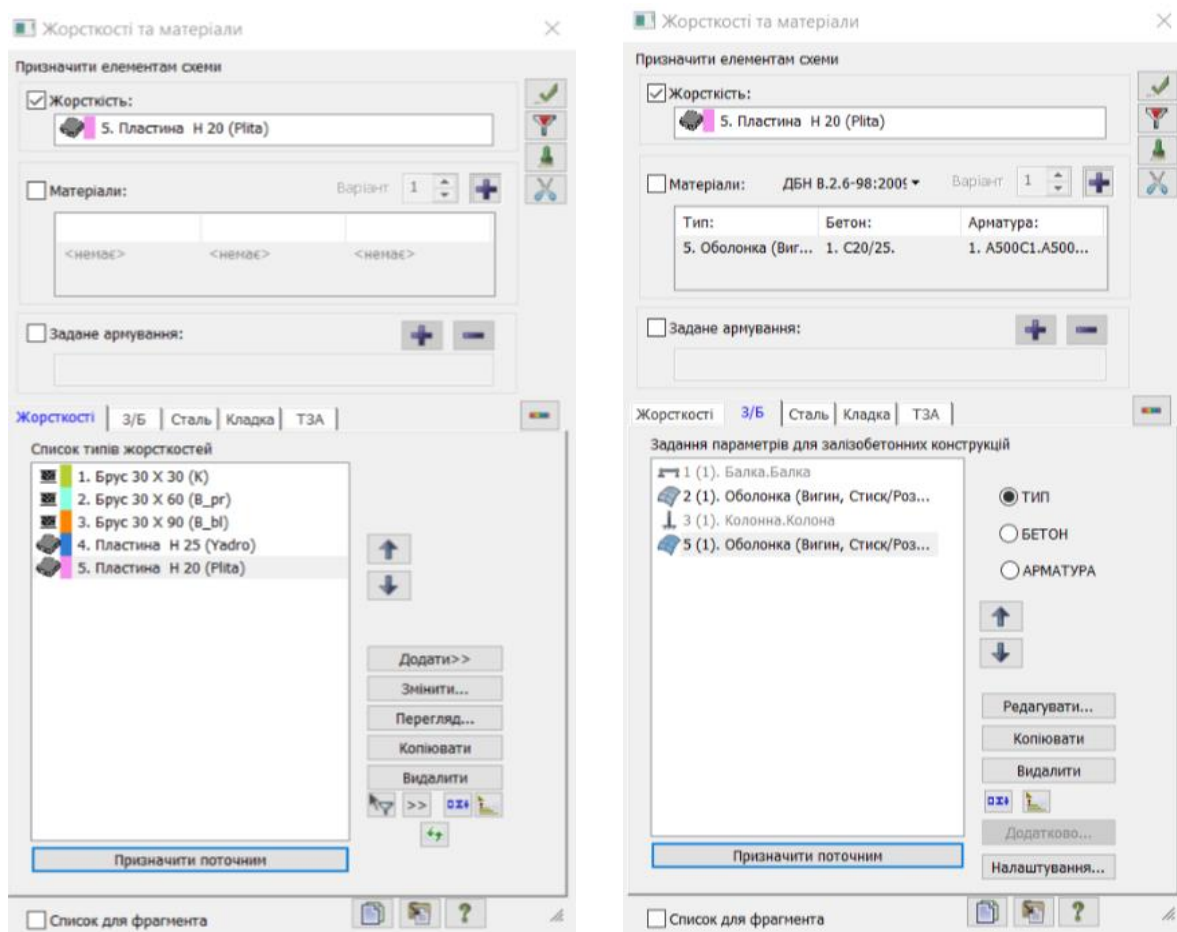 Жорсткості та матеріали
Призначити елементам схеми
Жорсткість:
5. Пластина H 20 (Plita)
Матеріали:
Варіант 1
<немає> <немає> <немає>
Задане армування:
Жорсткості З/Б Сталь Кладка ТЗА
Список типів жорсткостей
1. Брус 30 X 30 (K)
2. Брус 30 X 60 (B_pr)
3. Брус 30 X 90 (B_bl)
4. Пластина H 25 (Yadro)
5. Пластина H 20 (Plita)
Додати>>
Змінити...
Перегляд...
Копіювати
Видалити
>>
Призначити поточним
Список для фрагмента
?
Жорсткості та матеріали
Призначити елементам схеми
Жорсткість:
5. Пластина H 20 (Plita)
Матеріали: ДБН В.2.6-98:2009 Варіант 1
Тип: Бетон: Арматура:
5. Оболонка (Виг... 1. C20/25. 1. A500C1.A500...
Задане армування:
Жорсткості З/Б Сталь Кладка ТЗА
Задання параметрів для залізобетонних конструкцій
1 (1). Балка.Балка
2 (1). Оболонка (Вигин, Стиск/Роз...
3 (1). Колонна.Колона
5 (1). Оболонка (Вигин, Стиск/Роз...
ТИП
БЕТОН
АРМАТУРА
Редагувати...
Копіювати
Видалити
Додатково...
Налаштування...
Призначити поточним
Список для фрагмента
?